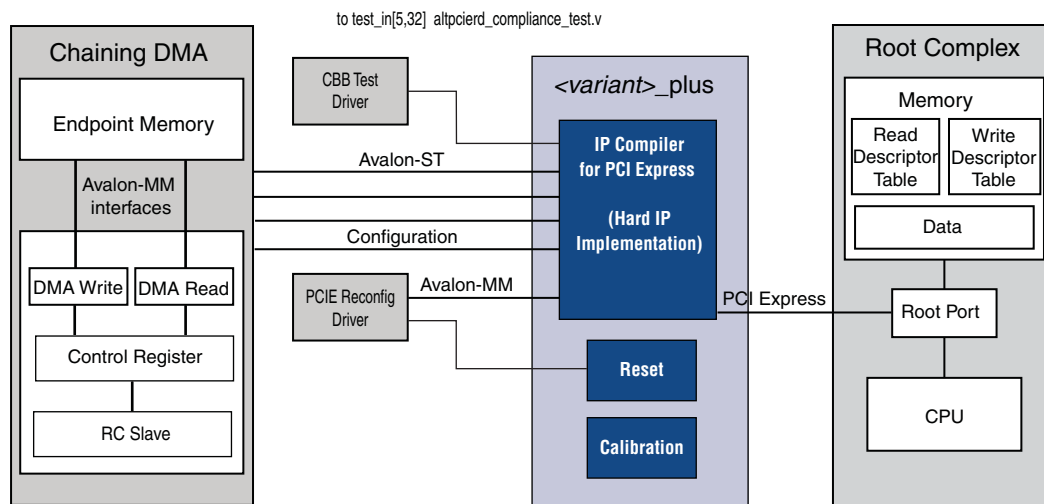 to test_in[5,32] altpcierd_compliance_test.v
Chaining DMA
Endpoint Memory
Avalon-MM
interfaces
DMA Write
DMA Read
Control Register
RC Slave
CBB Test
Driver
Avalon-ST
Configuration
PCIE Reconfig
Driver
Avalon-MM
<variant>_plus
IP Compiler
for PCI Express
(Hard IP
Implementation)
Reset
Calibration
PCI Express
Root Complex
Memory
Read
Descriptor
Table
Write
Descriptor
Table
Data
Root Port
CPU